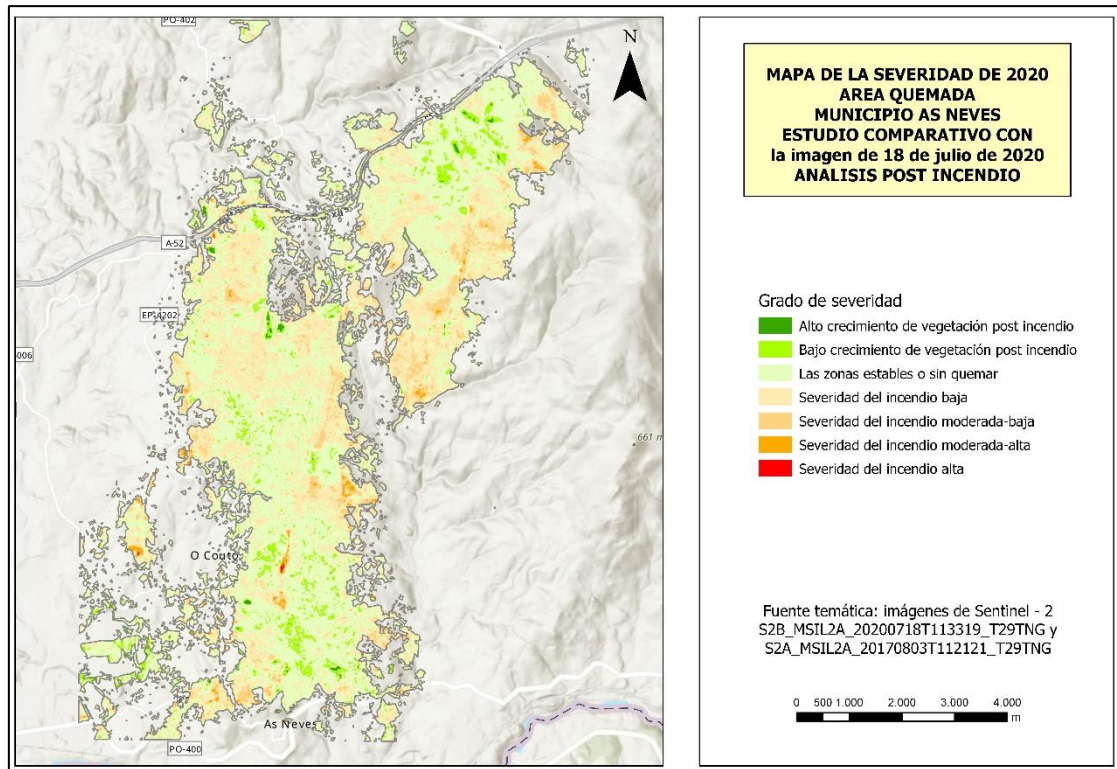 PO-402
N
A-52
EP-4202
-006
661 m
O Couto
As Neves
PO-400
MAPA DE LA SEVERIDAD DE 2020
AREA QUEMADA
MUNICIPIO AS NEVES
ESTUDIO COMPARATIVO CON
la imagen de 18 de julio de 2020
ANALISIS POST INCENDIO
Grado de severidad
Alto crecimiento de vegetación post incendio
Bajo crecimiento de vegetación post incendio
Las zonas estables o sin quemar
Severidad del incendio baja
Severidad del incendio moderada-baja
Severidad del incendio moderada-alta
Severidad del incendio alta
Fuente temática: imágenes de Sentinel - 2
S2B_MSIL2A_20200718T113319_T29TNG y
S2A_MSIL2A_20170803T112121_T29TNG
0 500 1.000 2.000 3.000 4.000
m